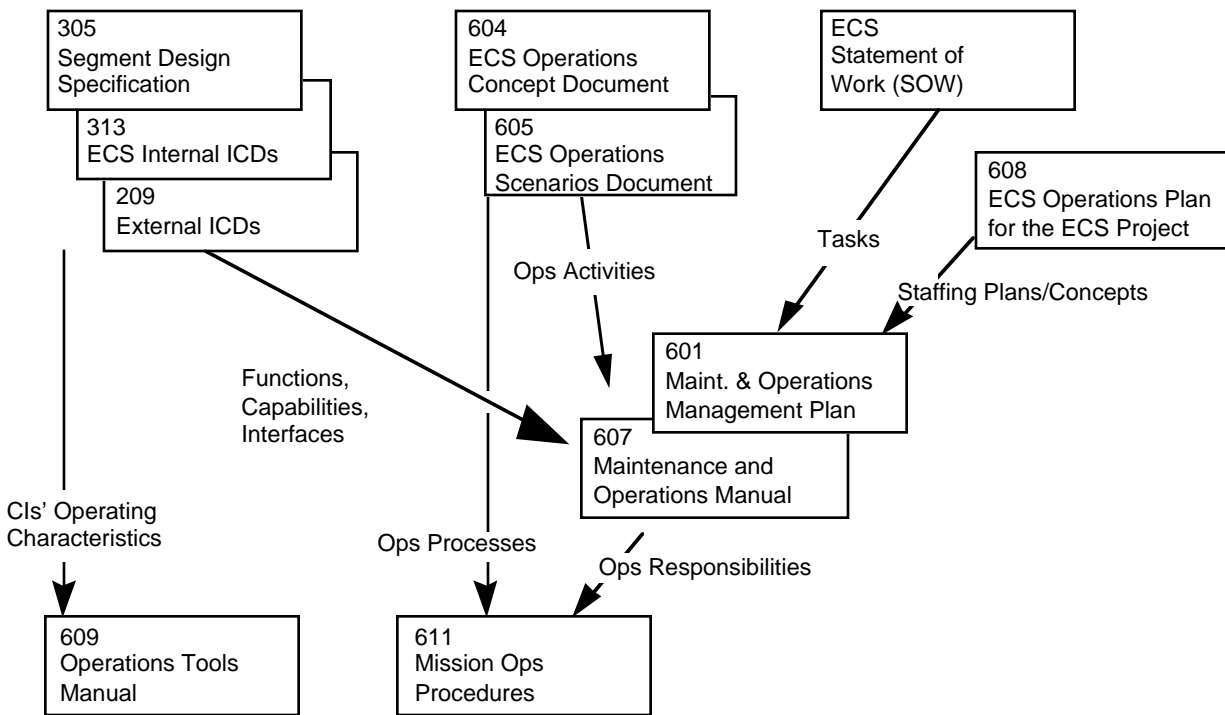 305
Segment Design
Specification
313
ECS Internal ICDs
209
External ICDs
604
ECS Operations
Concept Document
605
ECS Operations
Scenarios Document
ECS
Statement of
Work (SOW)
608
ECS Operations Plan
for the ECS Project
Tasks
Ops Activities
Staffing Plans/Concepts
601
Maint. & Operations
Management Plan
Functions,
Capabilities,
Interfaces
607
Maintenance and
Operations Manual
CIs’ Operating
Characteristics
Ops Processes
Ops Responsibilities
609
Operations Tools
Manual
611
Mission Ops
Procedures